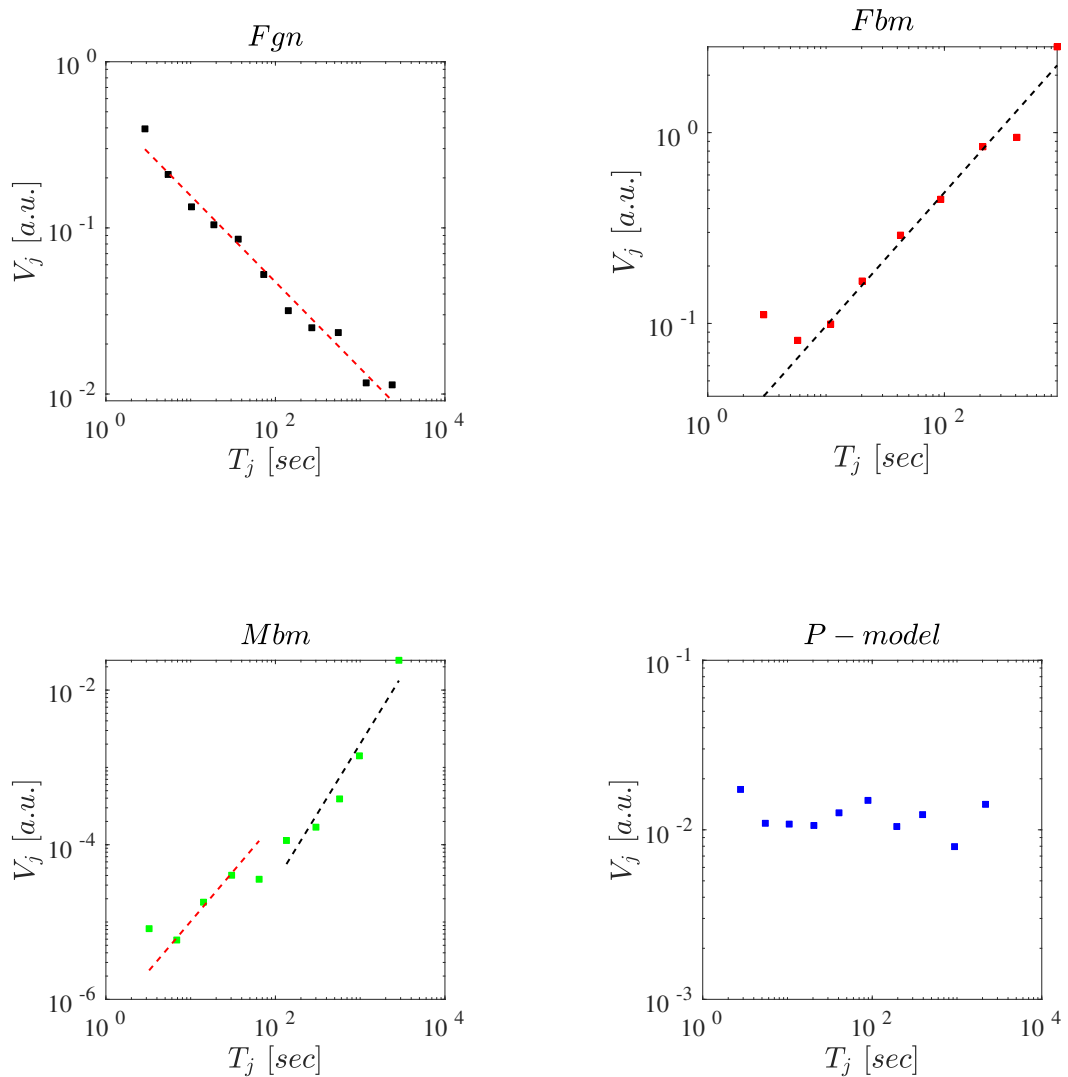 Fgn
10^0
10^-1
10^-2
10^0 10^2 10^4
V_j [a.u.]
T_j [sec]
Fbm
10^0
10^-1
10^0 10^2
V_j [a.u.]
T_j [sec]
Mbm
10^-2
10^-4
10^-6
10^0 10^2 10^4
V_j [a.u.]
T_j [sec]
P − model
10^-1
10^-2
10^-3
10^0 10^2 10^4
V_j [a.u.]
T_j [sec]